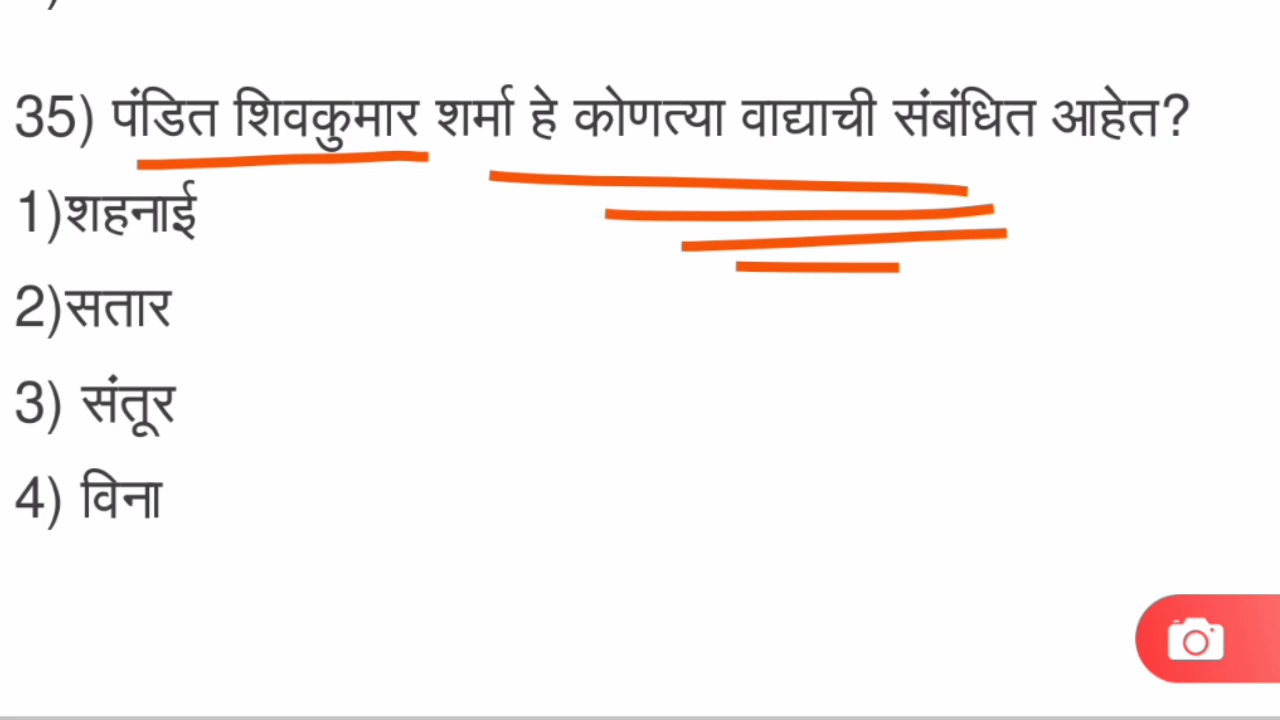 35) पंडित शिवकुमार शर्मा हे कोणत्या वाद्याची संबंधित आहेत?
1)शहनाई
2)सतार
3) संतूर
4) विना